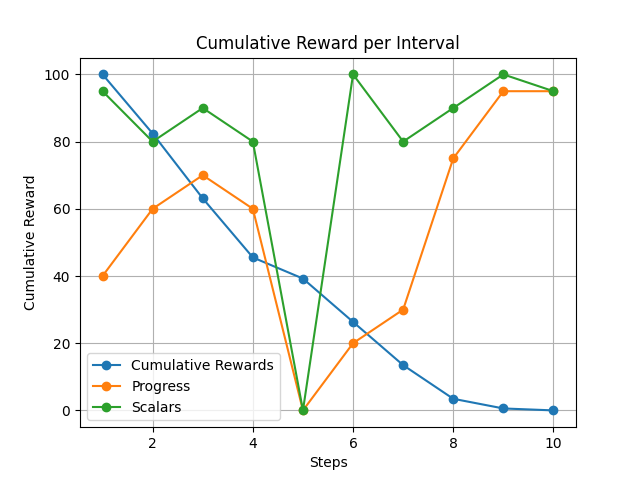 Cumulative Reward per Interval
Cumulative Reward
100
80
60
40
20
0
Cumulative Rewards
Progress
Scalars
2 4 6 8 10
Steps